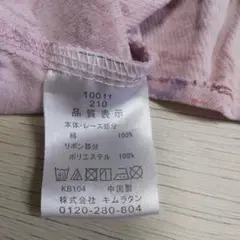 10011
210
品質表示
本体・レース部分
綿 100%
リボン部分
ポリエステル 100%
KB104 中国製
株式会社 キムラタン
0120-230-804